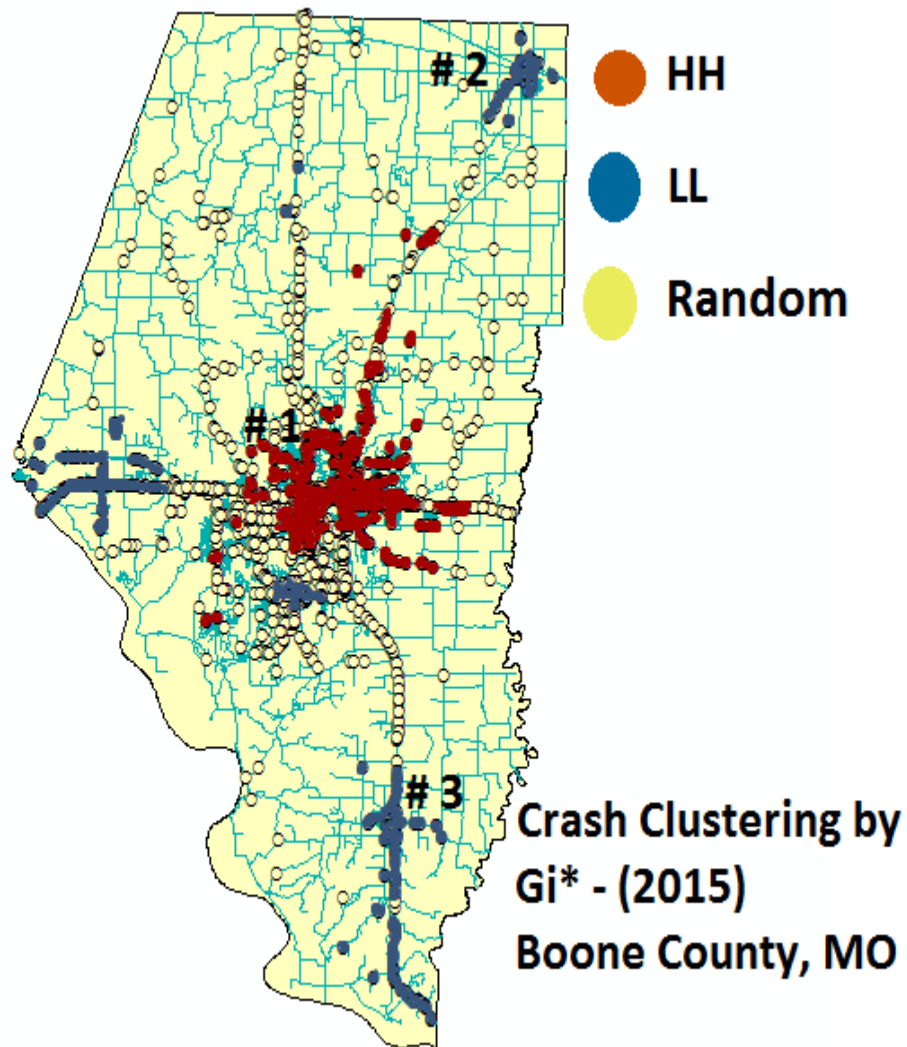 # 2
HH
LL
Random
# 1
# 3
Crash Clustering by
Gi* - (2015)
Boone County, MO